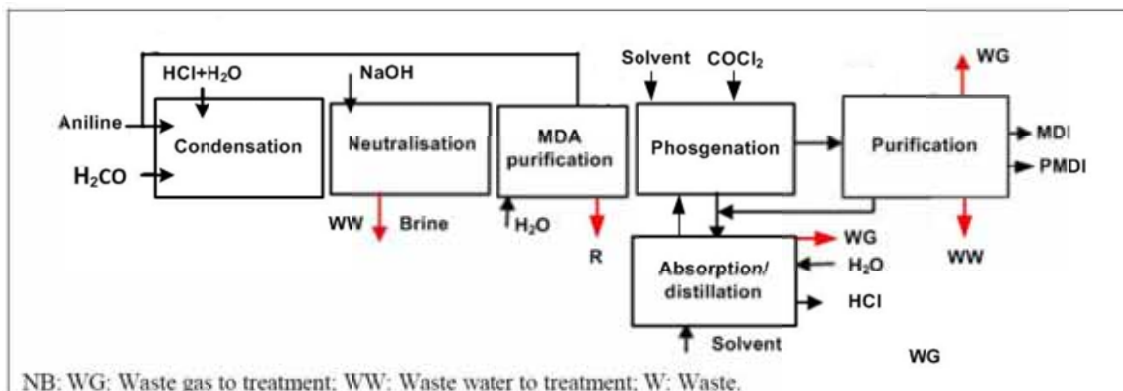 WG
Solvent COCl₂
HCl+H₂O
NaOH
Aniline
H₂CO
Condensation
Neutralisation
MDA
purification
Phosgenation
Purification
MDI
PMDI
WW Brine
H₂O
R
WG
H₂O
HCl
WW
Absorption/
distillation
Solvent
WG
NB: WG: Waste gas to treatment; WW: Waste water to treatment; W: Waste.